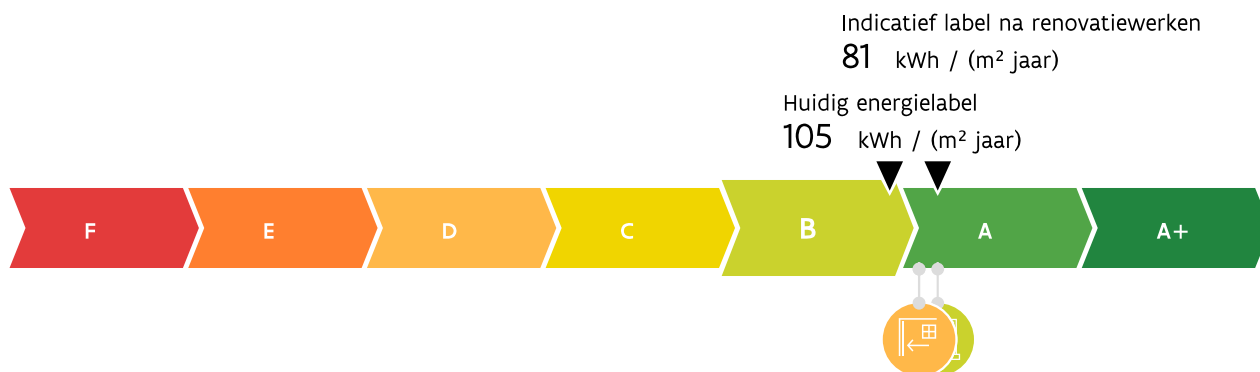 Indicatief label na renovatiewerken
81 kWh / (m² jaar)
Huidig energielabel
105 kWh / (m² jaar)
F E D C B A A+